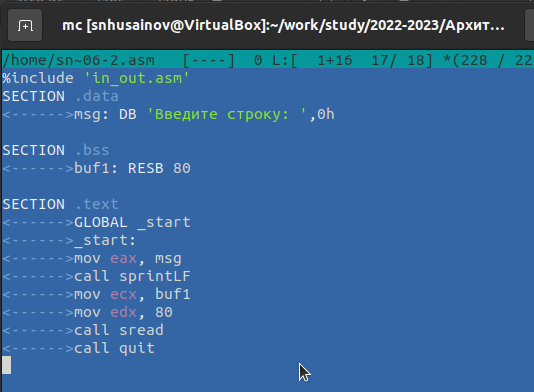 mc [snhusainov@VirtualBox]:~/work/study/2022-2023/Архит...
/home/sn~06-2.asm   [----]  0 L:[  1+16  17/ 18] *(228 / 22
%include 'in_out.asm'
SECTION .data
<------>msg: DB 'Введите строку: ',0h
SECTION .bss
<------>buf1: RESB 80
SECTION .text
<------>GLOBAL _start
<------>_start:
<------>mov eax, msg
<------>call sprintLF
<------>mov ecx, buf1
<------>mov edx, 80
<------>call sread
<------>call quit